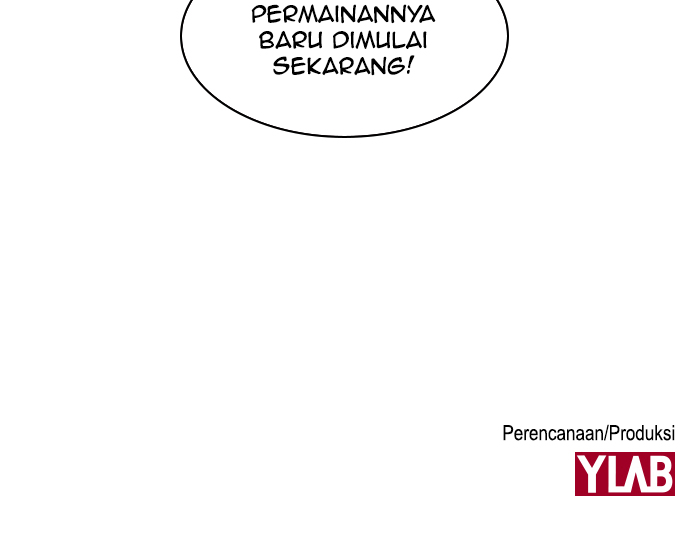 PERMAINANNYA
BARU DIMULAI
SEKARANG!
Perencanaan/Produksi
YLAB